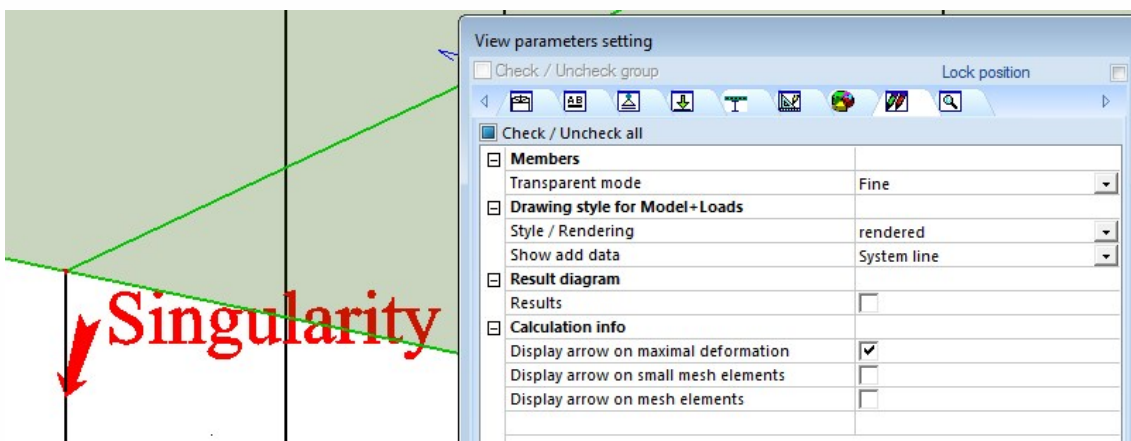 View parameters setting
Check / Uncheck group Lock position
AB
Check / Uncheck all
Members
Transparent mode Fine
Drawing style for Model+Loads
Style / Rendering rendered
Show add data System line
Result diagram
Results
Calculation info
Display arrow on maximal deformation
Display arrow on small mesh elements
Display arrow on mesh elements
Singularity